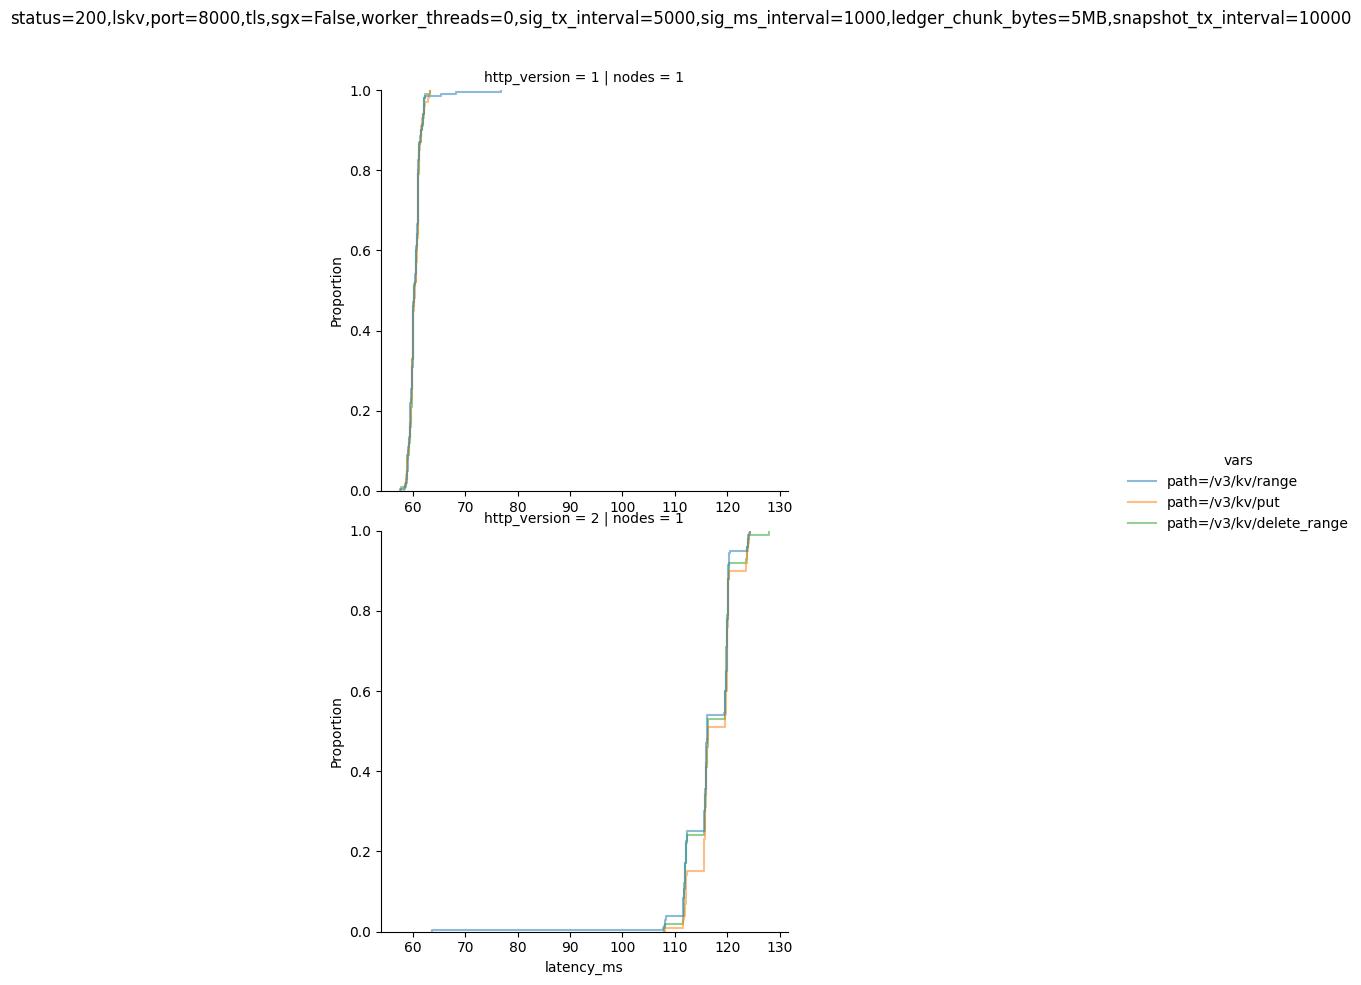 status=200,lskv,port=8000,tls,sgx=False,worker_threads=0,sig_tx_interval=5000,sig_ms_interval=1000,ledger_chunk_bytes=5MB,snapshot_tx_interval=10000
http_version = 1 | nodes = 1
1.0
0.8
0.6
0.4
0.2
0.0
Proportion
60 70 80 90 100 110 120 130
http_version = 2 | nodes = 1
1.0
0.8
0.6
0.4
0.2
0.0
Proportion
60 70 80 90 100 110 120 130
latency_ms
vars
path=/v3/kv/range
path=/v3/kv/put
path=/v3/kv/delete_range